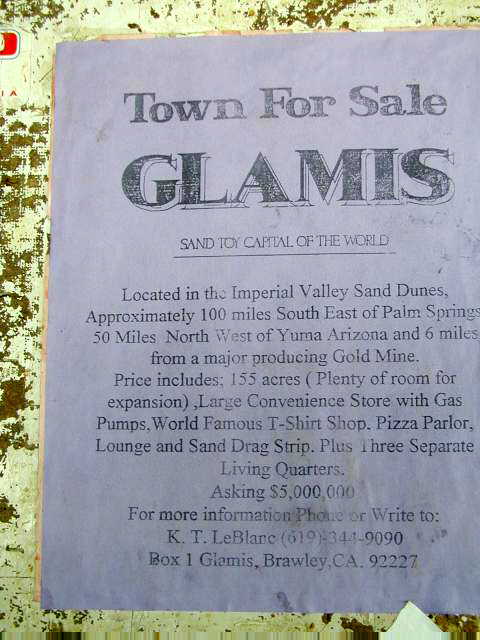 Town For Sale
GLAMIS
SAND TOY CAPITAL OF THE WORLD
Located in the Imperial Valley Sand Dunes,
Approximately 100 miles South East of Palm Springs
50 Miles North West of Yuma Arizona and 6 miles
from a major producing Gold Mine.
Price includes; 155 acres ( Plenty of room for
expansion) ,Large Convenience Store with Gas
Pumps,World Famous T-Shirt Shop. Pizza Parlor,
Lounge and Sand Drag Strip. Plus Three Separate
Living Quarters.
Asking $5,000,000
For more information Phone or Write to:
K. T. LeBlanc (619)-344-9090
Box 1 Glamis, Brawley,CA. 92227